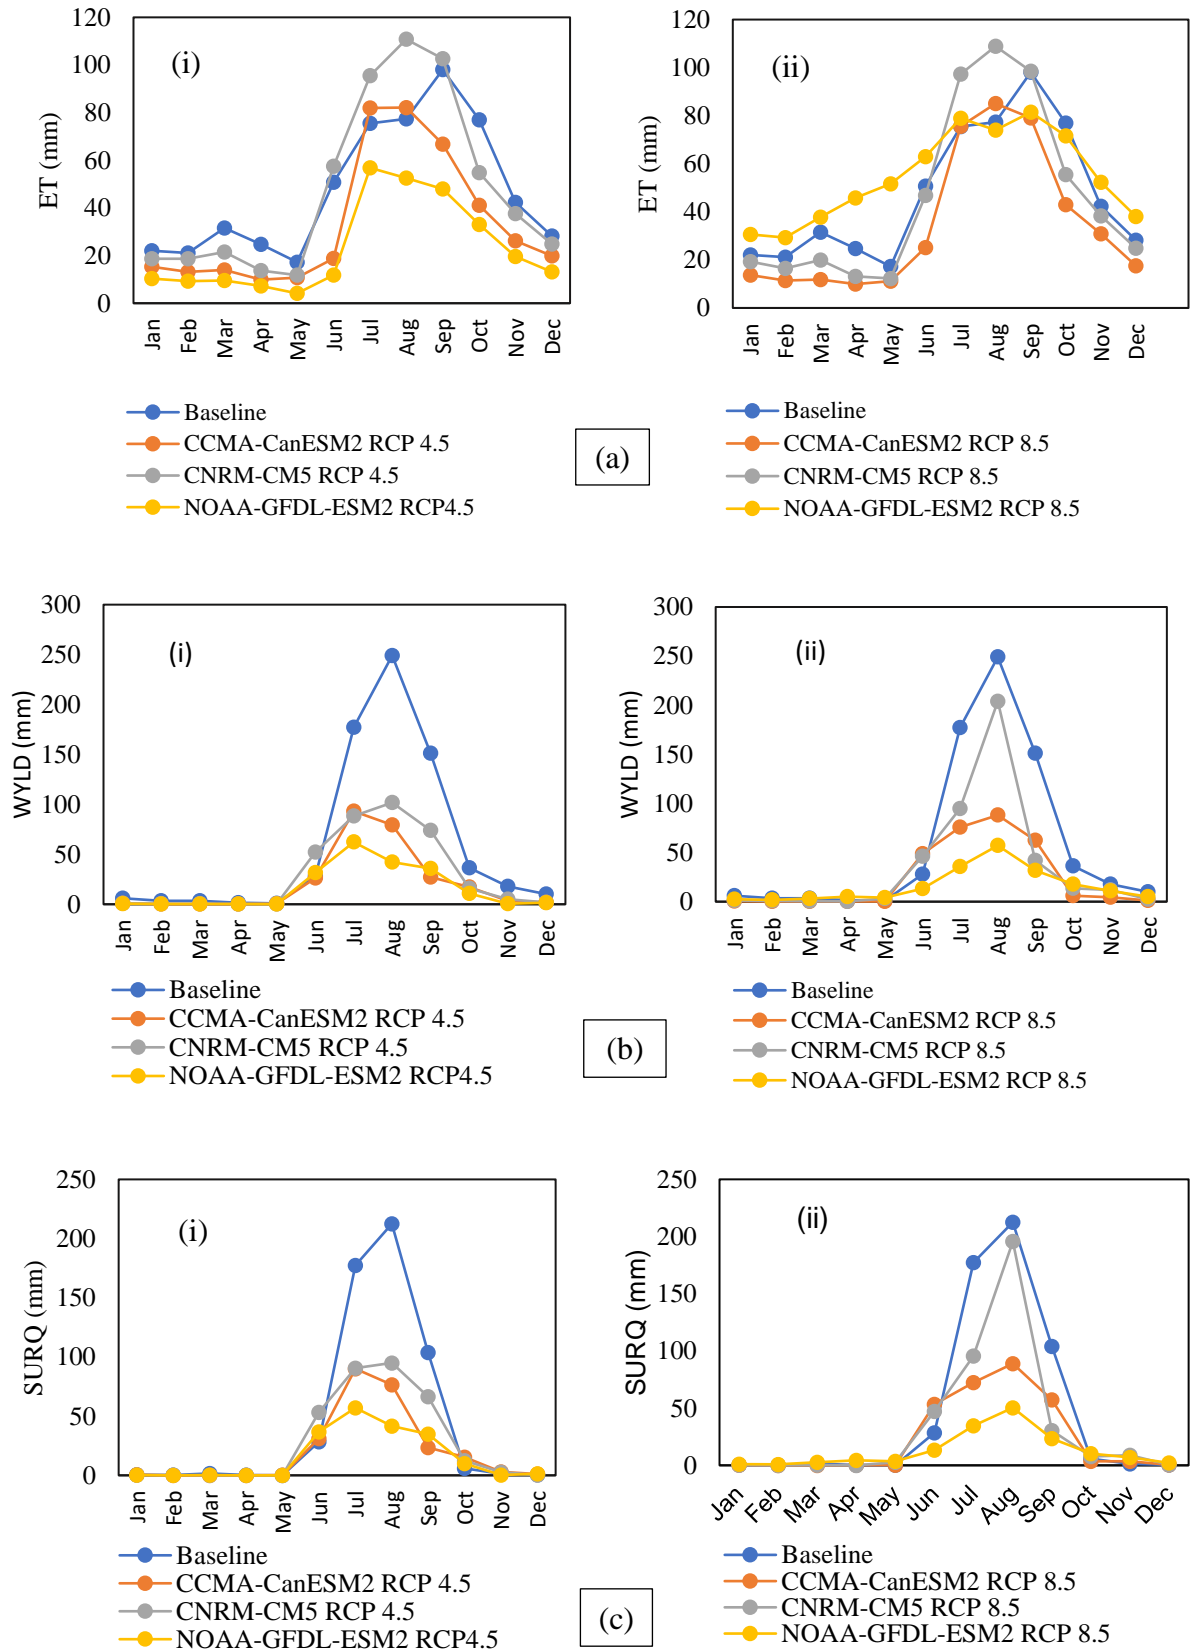 120
100
80
60
40
20
0
ET (mm)
(i)
Jan Feb Mar Apr May Jun Jul Aug Sep Oct Nov Dec
Baseline
CCMA-CanESM2 RCP 4.5
CNRM-CM5 RCP 4.5
NOAA-GFDL-ESM2 RCP4.5
120
100
80
60
40
20
0
ET (mm)
(ii)
Jan Feb Mar Apr May Jun Jul Aug Sep Oct Nov Dec
Baseline
CCMA-CanESM2 RCP 8.5
CNRM-CM5 RCP 8.5
NOAA-GFDL-ESM2 RCP 8.5
(a)
300
250
200
150
100
50
0
WYLD (mm)
(i)
Jan Feb Mar Apr May Jun Jul Aug Sep Oct Nov Dec
Baseline
CCMA-CanESM2 RCP 4.5
CNRM-CM5 RCP 4.5
NOAA-GFDL-ESM2 RCP4.5
300
250
200
150
100
50
0
WYLD (mm)
(ii)
Jan Feb Mar Apr May Jun Jul Aug Sep Oct Nov Dec
Baseline
CCMA-CanESM2 RCP 8.5
CNRM-CM5 RCP 8.5
NOAA-GFDL-ESM2 RCP 8.5
(b)
250
200
150
100
50
0
SURQ (mm)
(i)
Jan Feb Mar Apr May Jun Jul Aug Sep Oct Nov Dec
Baseline
CCMA-CanESM2 RCP 4.5
CNRM-CM5 RCP 4.5
NOAA-GFDL-ESM2 RCP4.5
250
200
150
100
50
0
SURQ (mm)
(ii)
Jan Feb Mar Apr May Jun Jul Aug Sep Oct Nov Dec
Baseline
CCMA-CanESM2 RCP 8.5
CNRM-CM5 RCP 8.5
NOAA-GFDL-ESM2 RCP 8.5
(c)